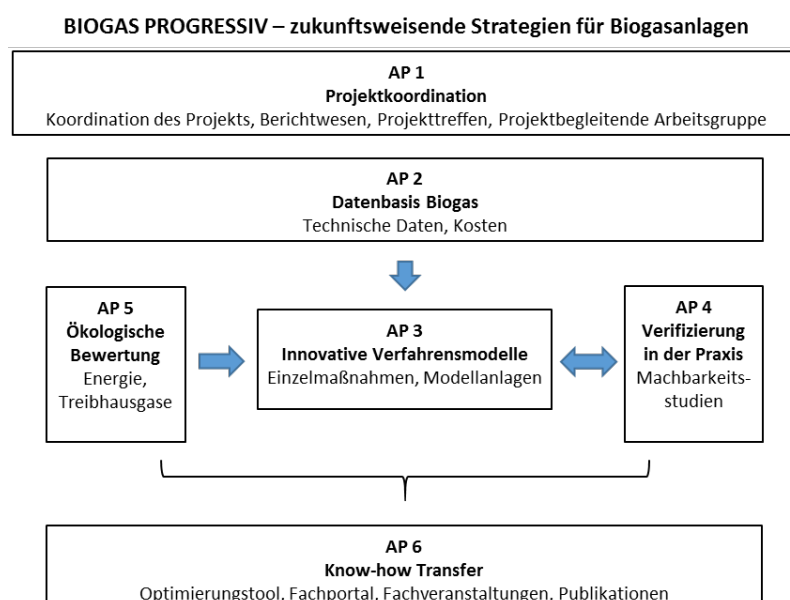 BIOGAS PROGRESSIV – zukunftsweisende Strategien für Biogasanlagen
AP 1
Projektkoordination
Koordination des Projekts, Berichtwesen, Projekttreffen, Projektbegleitende Arbeitsgruppe
AP 2
Datenbasis Biogas
Technische Daten, Kosten
AP 5
Ökologische
Bewertung
Energie,
Treibhausgase
AP 3
Innovative Verfahrensmodelle
Einzelmaßnahmen, Modellanlagen
AP 4
Verifizierung
in der Praxis
Machbarkeits-
studien
AP 6
Know-how Transfer
Optimierungstool, Fachportal, Fachveranstaltungen, Publikationen